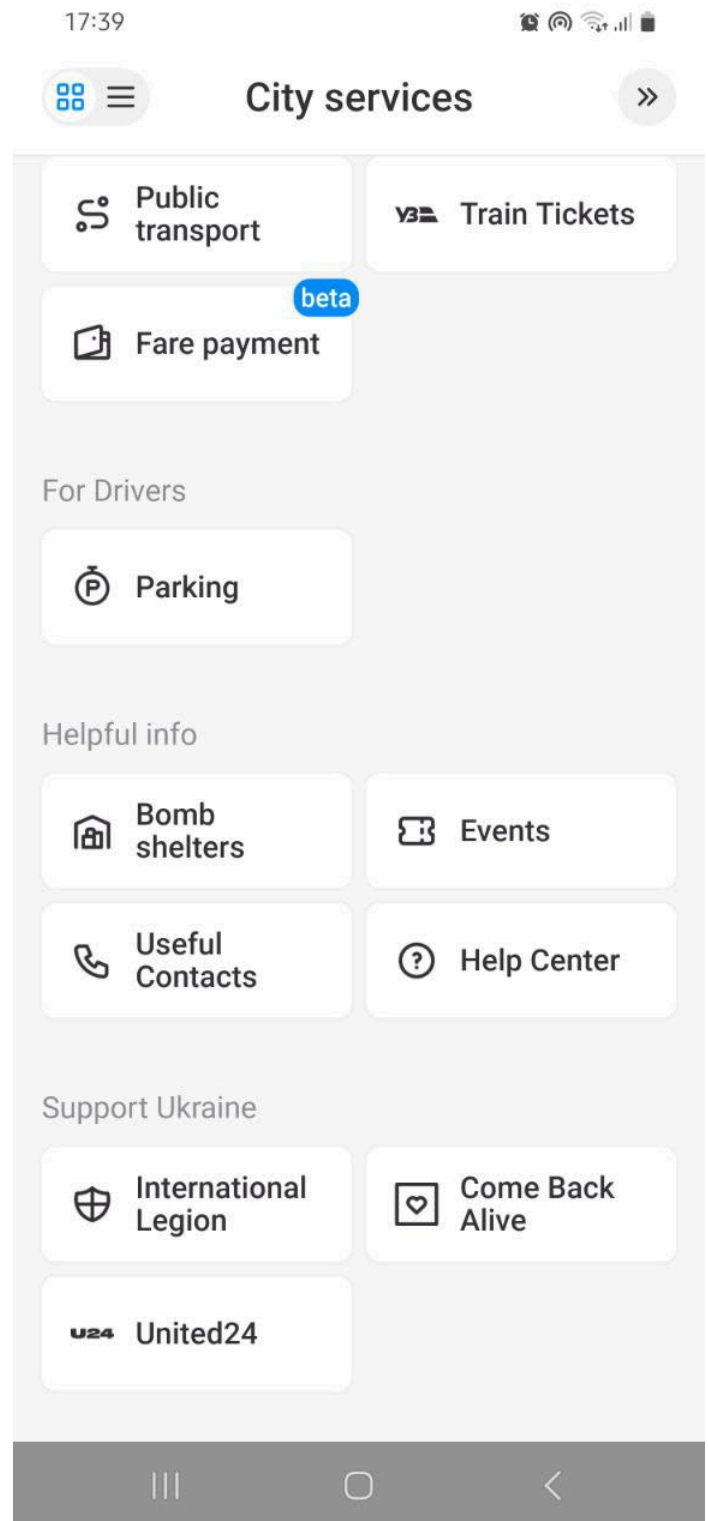 17:39
City services
Public
transport
УЗ
Train Tickets
beta
Fare payment
For Drivers
P
Parking
Helpful info
Bomb
shelters
Events
Useful
Contacts
?
Help Center
Support Ukraine
International
Legion
Come Back
Alive
U24
United24